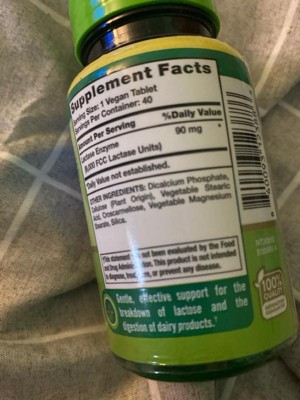 Supplement Facts
Serving Size: 1 Vegan Tablet
Servings Per Container: 40
Amount Per Serving %Daily Value
Lactase Enzyme 90 mg *
(9,000 FCC Lactase Units)
*Daily Value not established.
OTHER INGREDIENTS: Dicalcium Phosphate,
Cellulose (Plant Origin), Vegetable Stearic
Acid, Croscarmellose, Vegetable Magnesium
Stearate, Silica.
†This statement has not been evaluated by the Food
and Drug Administration. This product is not intended
to diagnose, treat, cure, or prevent any disease.
Gentle, effective support for the
breakdown of lactose and the
digestion of dairy products.†
100%
QUALITY